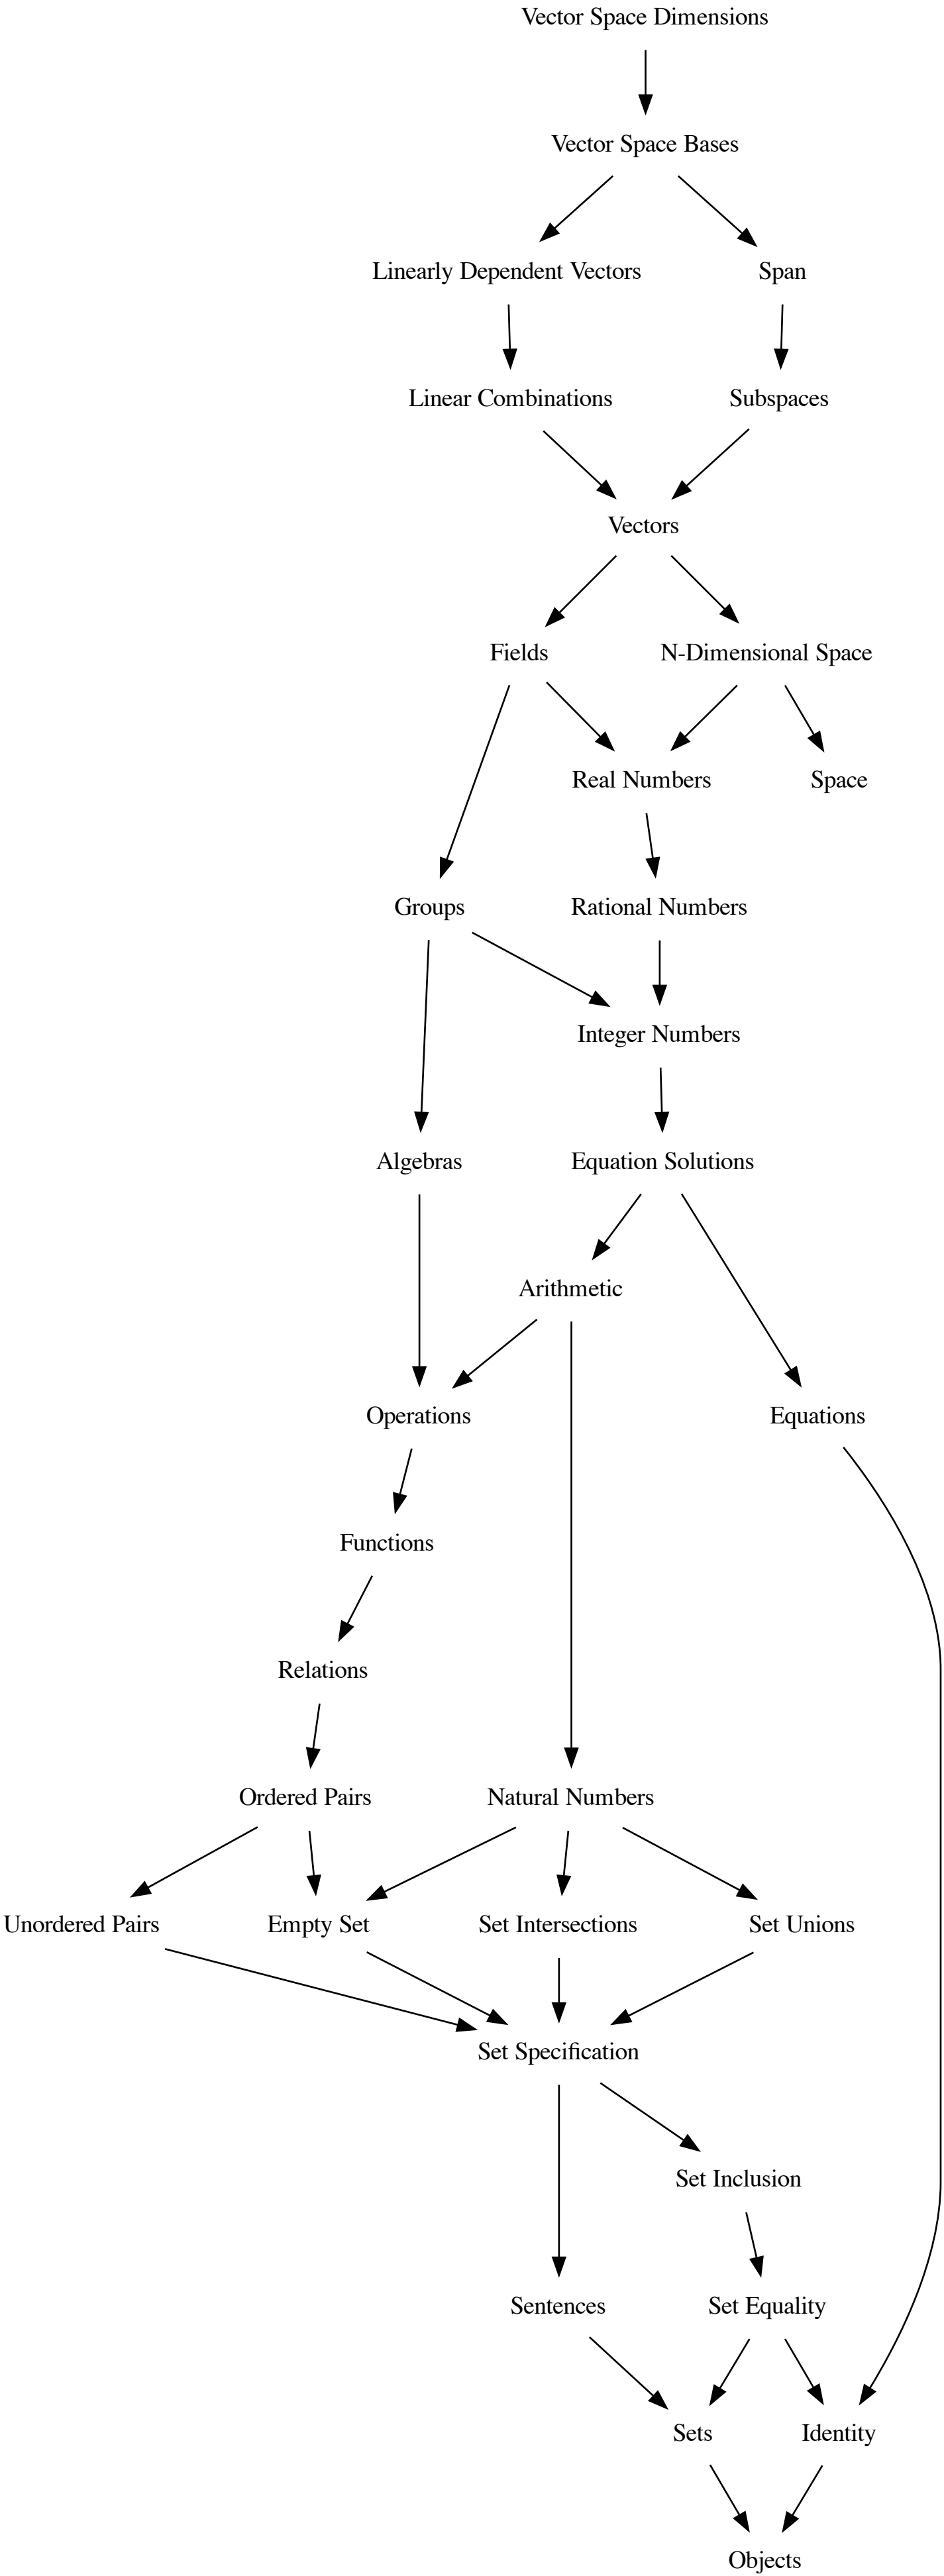 Vector Space Dimensions
Vector Space Bases
Linearly Dependent Vectors
Span
Linear Combinations
Subspaces
Vectors
Fields
N-Dimensional Space
Real Numbers
Space
Groups
Rational Numbers
Integer Numbers
Algebras
Equation Solutions
Arithmetic
Operations
Equations
Functions
Relations
Ordered Pairs
Natural Numbers
Unordered Pairs
Empty Set
Set Intersections
Set Unions
Set Specification
Set Inclusion
Sentences
Set Equality
Sets
Identity
Objects